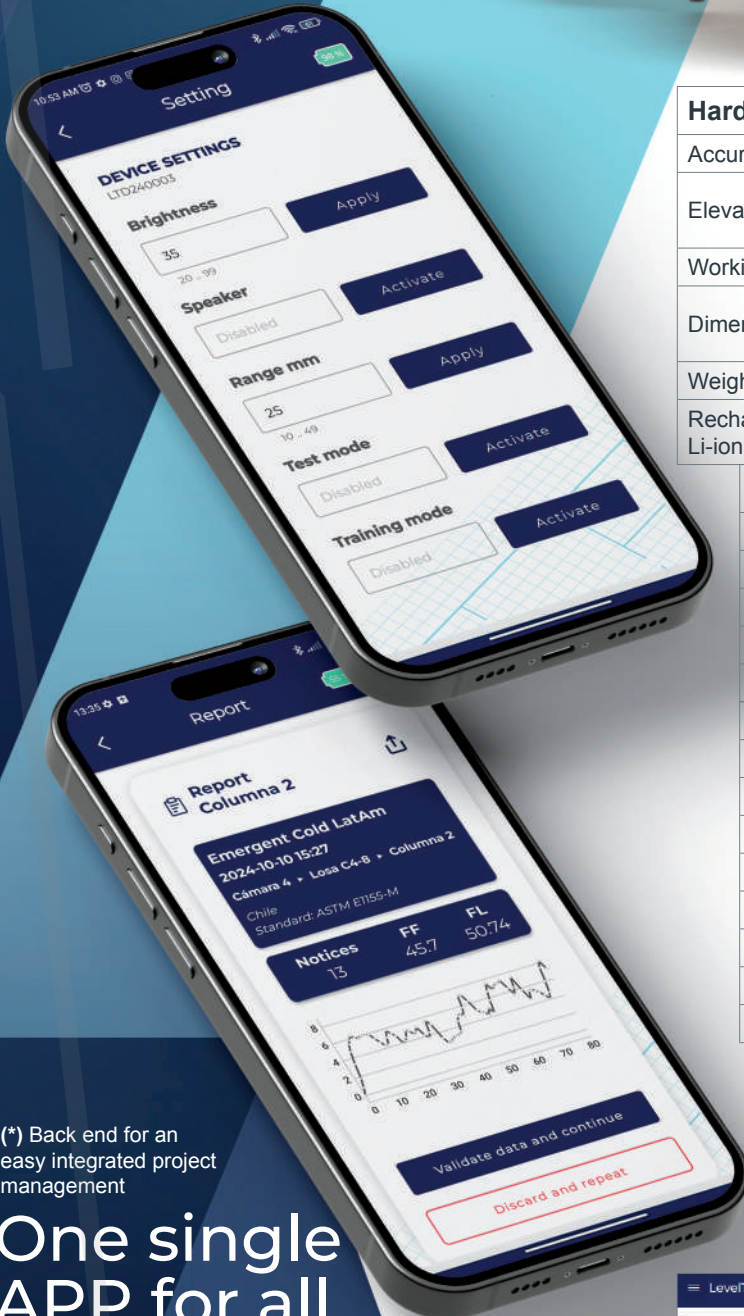 10:53 AM
98 %
Setting
DEVICE SETTINGS
LTD240003
Brightness
35
Apply
20 .. 99
Speaker
Disabled
Activate
Range mm
25
Apply
10 .. 49
Test mode
Disabled
Activate
Training mode
Disabled
Activate
13:35
Report
Report
Columna 2
Emergent Cold LatAm
2024-10-10 15:27
Cámara 4 ▸ Losa C4-8 ▸ Columna 2
Chile
Standard: ASTM E1155-M
Notices FF FL
13 45.7 50.74
8
6
4
2
0
0 10 20 30 40 50 60 70 80
Validate data and continue
Discard and repeat
(*) Back end for an
easy integrated project
management
One single
APP for all
Hard
Accur
Eleva
Worki
Dimen
Weigh
Recha
Li-ion
LevelT